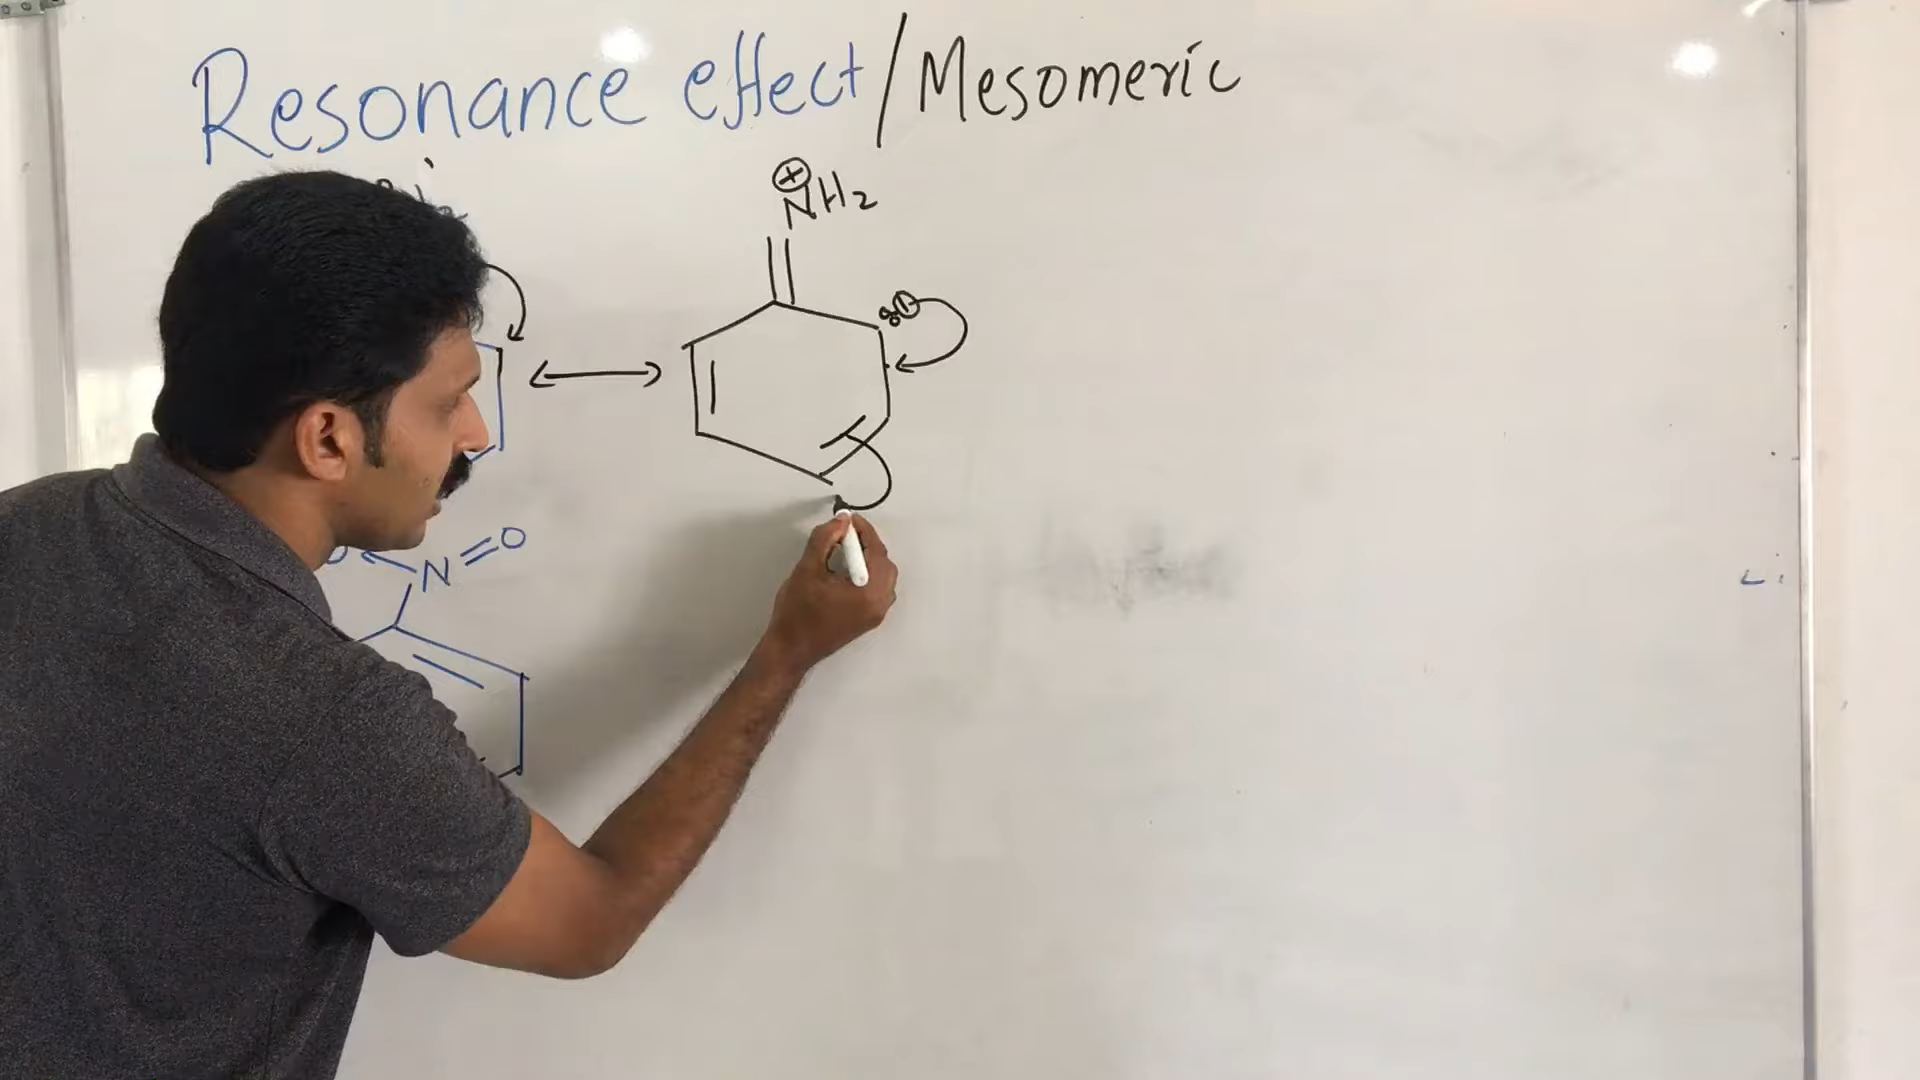 Resonance effect/Mesomeric
⊕
NH2
⊖
N=O